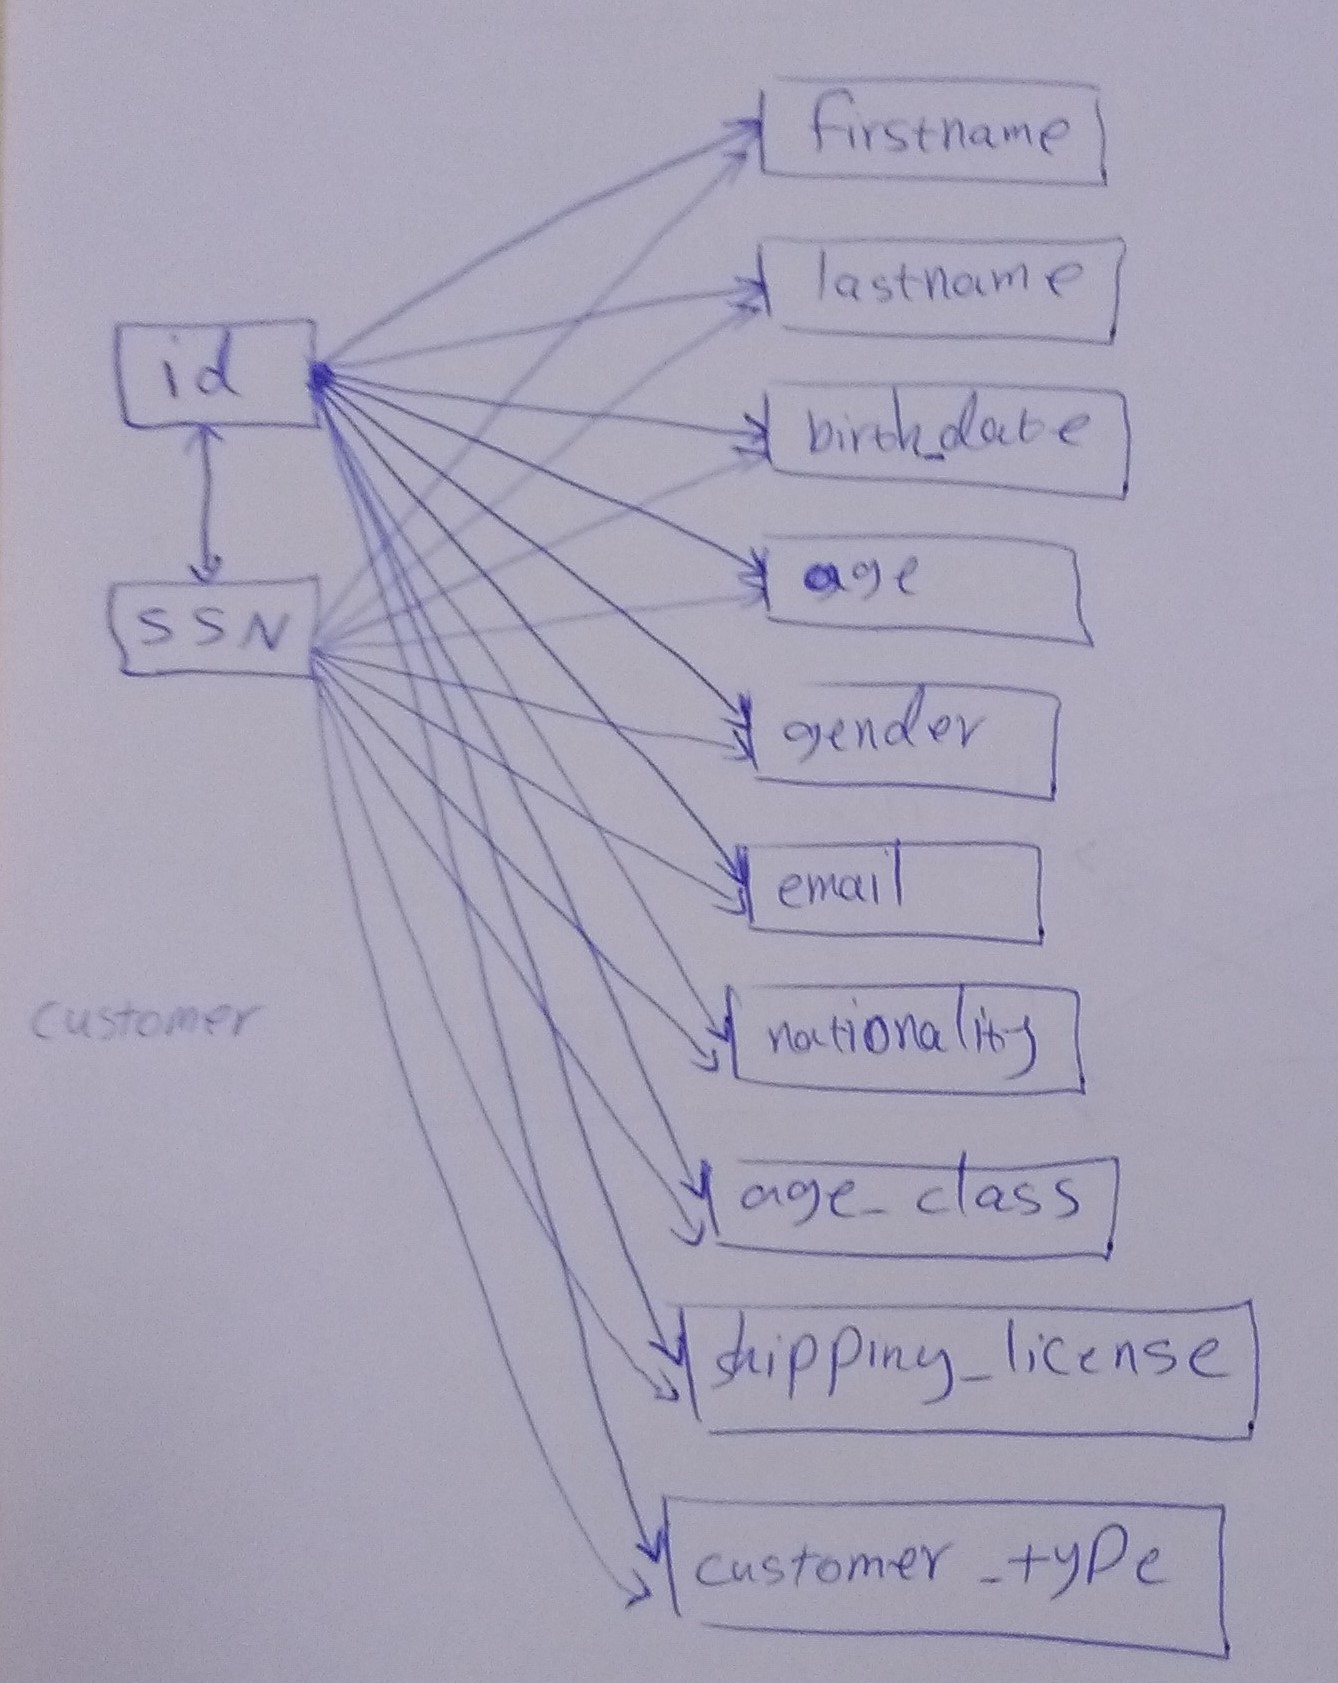 firstname
lastname
id
birth_date
age
SSN
gender
email
customer
nationality
age_class
shipping_license
customer_type